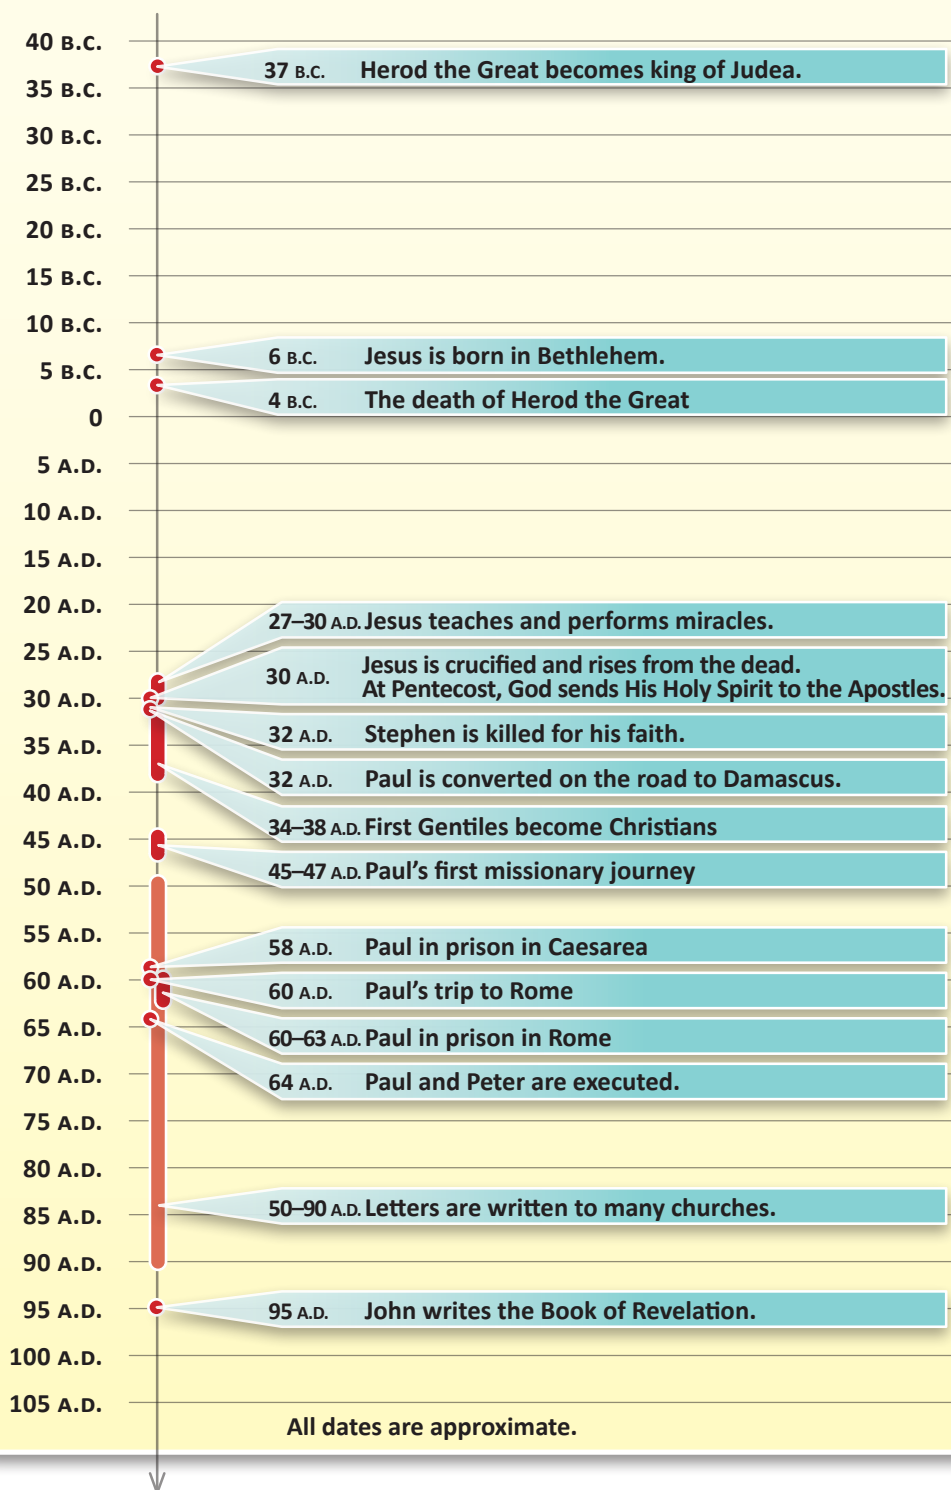 40 B.C.
37 B.C. Herod the Great becomes king of Judea.
35 B.C.
30 B.C.
25 B.C.
20 B.C.
15 B.C.
10 B.C.
6 B.C. Jesus is born in Bethlehem.
5 B.C.
4 B.C. The death of Herod the Great
0
5 A.D.
10 A.D.
15 A.D.
20 A.D.
27–30 A.D. Jesus teaches and performs miracles.
25 A.D.
30 A.D. Jesus is crucified and rises from the dead.
At Pentecost, God sends His Holy Spirit to the Apostles.
30 A.D.
32 A.D. Stephen is killed for his faith.
35 A.D.
32 A.D. Paul is converted on the road to Damascus.
40 A.D.
34–38 A.D. First Gentiles become Christians
45 A.D.
45–47 A.D. Paul's first missionary journey
50 A.D.
55 A.D.
58 A.D. Paul in prison in Caesarea
60 A.D.
60 A.D. Paul's trip to Rome
65 A.D.
60–63 A.D. Paul in prison in Rome
70 A.D.
64 A.D. Paul and Peter are executed.
75 A.D.
80 A.D.
50–90 A.D. Letters are written to many churches.
85 A.D.
90 A.D.
95 A.D.
95 A.D. John writes the Book of Revelation.
100 A.D.
105 A.D.
All dates are approximate.